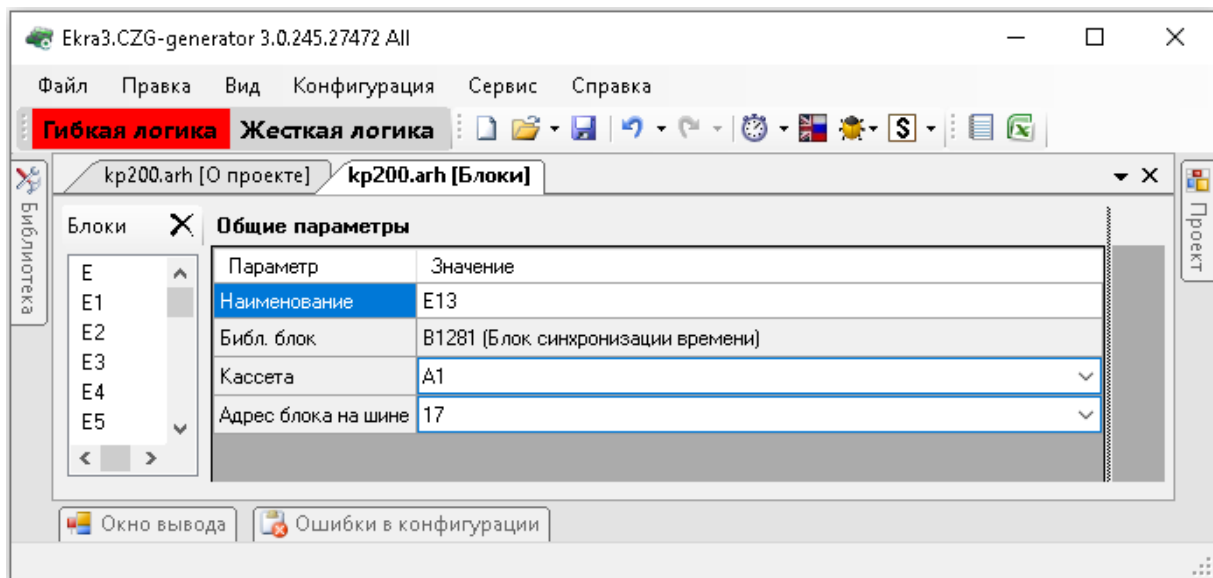 Ekra3.CZG-generator 3.0.245.27472 All
Файл Правка Вид Конфигурация Сервис Справка
Гибкая логика Жесткая логика S
kp200.arh [О проекте] kp200.arh [Блоки]
Библиотека
Проект
Блоки
E
E1
E2
E3
E4
E5
Общие параметры
Параметр Значение
Наименование E13
Библ. блок B1281 (Блок синхронизации времени)
Кассета A1
Адрес блока на шине 17
Окно вывода Ошибки в конфигурации